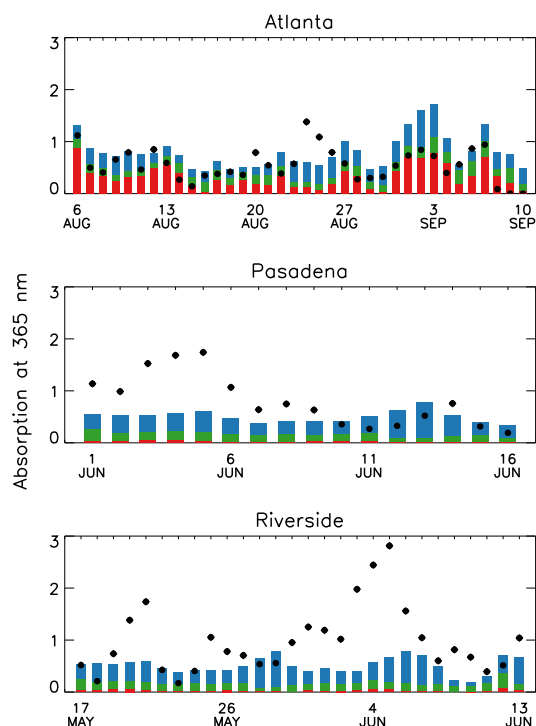 Atlanta
3
2
1
0
6 13 20 27 3 10
AUG AUG AUG AUG SEP SEP
Pasadena
Absorption at 365 nm
3
2
1
0
1 6 11 16
JUN JUN JUN JUN
Riverside
3
2
1
0
17 26 4 13
MAY MAY JUN JUN